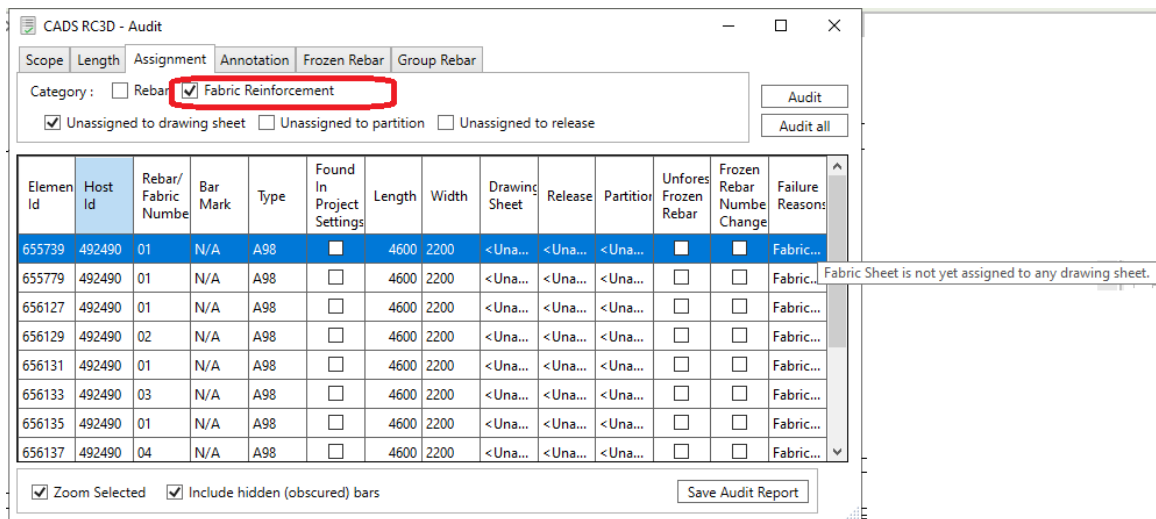 CADS RC3D - Audit
Scope Length Assignment Annotation Frozen Rebar Group Rebar
Category : Rebar Fabric Reinforcement
Audit
Unassigned to drawing sheet Unassigned to partition Unassigned to release
Audit all
Elemen Id Host Id Rebar/ Fabric Numbe Bar Mark Type Found In Project Settings Length Width Drawing Sheet Release Partition Unfores Frozen Rebar Frozen Rebar Numbe Change Failure Reasons
655739 492490 01 N/A A98 4600 2200 <Una... <Una... <Una... Fabric...
Fabric Sheet is not yet assigned to any drawing sheet.
655779 492490 01 N/A A98 4600 2200 <Una... <Una... <Una... Fabric...
656127 492490 01 N/A A98 4600 2200 <Una... <Una... <Una... Fabric...
656129 492490 02 N/A A98 4600 2200 <Una... <Una... <Una... Fabric...
656131 492490 01 N/A A98 4600 2200 <Una... <Una... <Una... Fabric...
656133 492490 03 N/A A98 4600 2200 <Una... <Una... <Una... Fabric...
656135 492490 01 N/A A98 4600 2200 <Una... <Una... <Una... Fabric...
656137 492490 04 N/A A98 4600 2200 <Una... <Una... <Una... Fabric...
Zoom Selected Include hidden (obscured) bars Save Audit Report